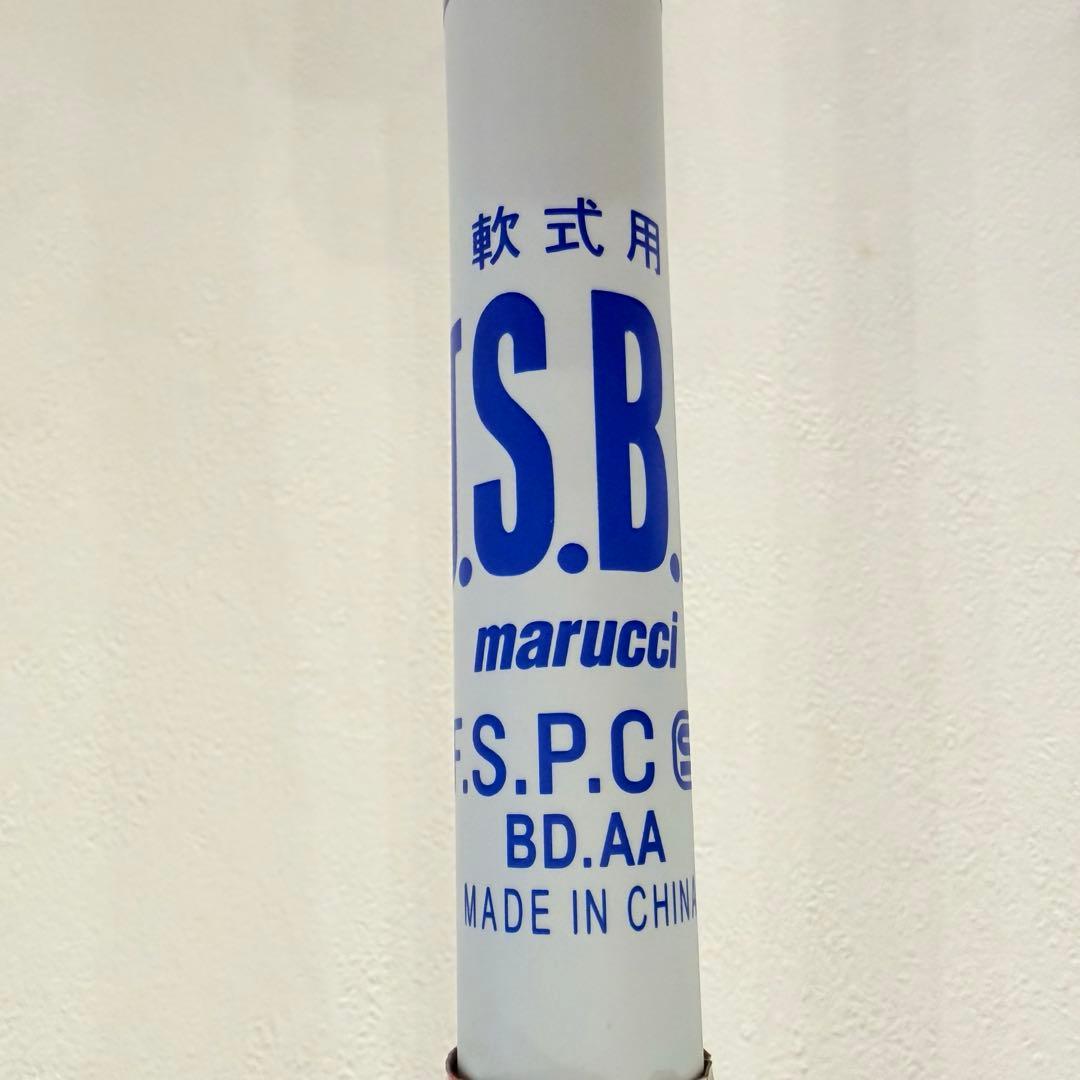 軟式用
J.S.B.
marucci
F.S.P.C
BD.AA
MADE IN CHINA